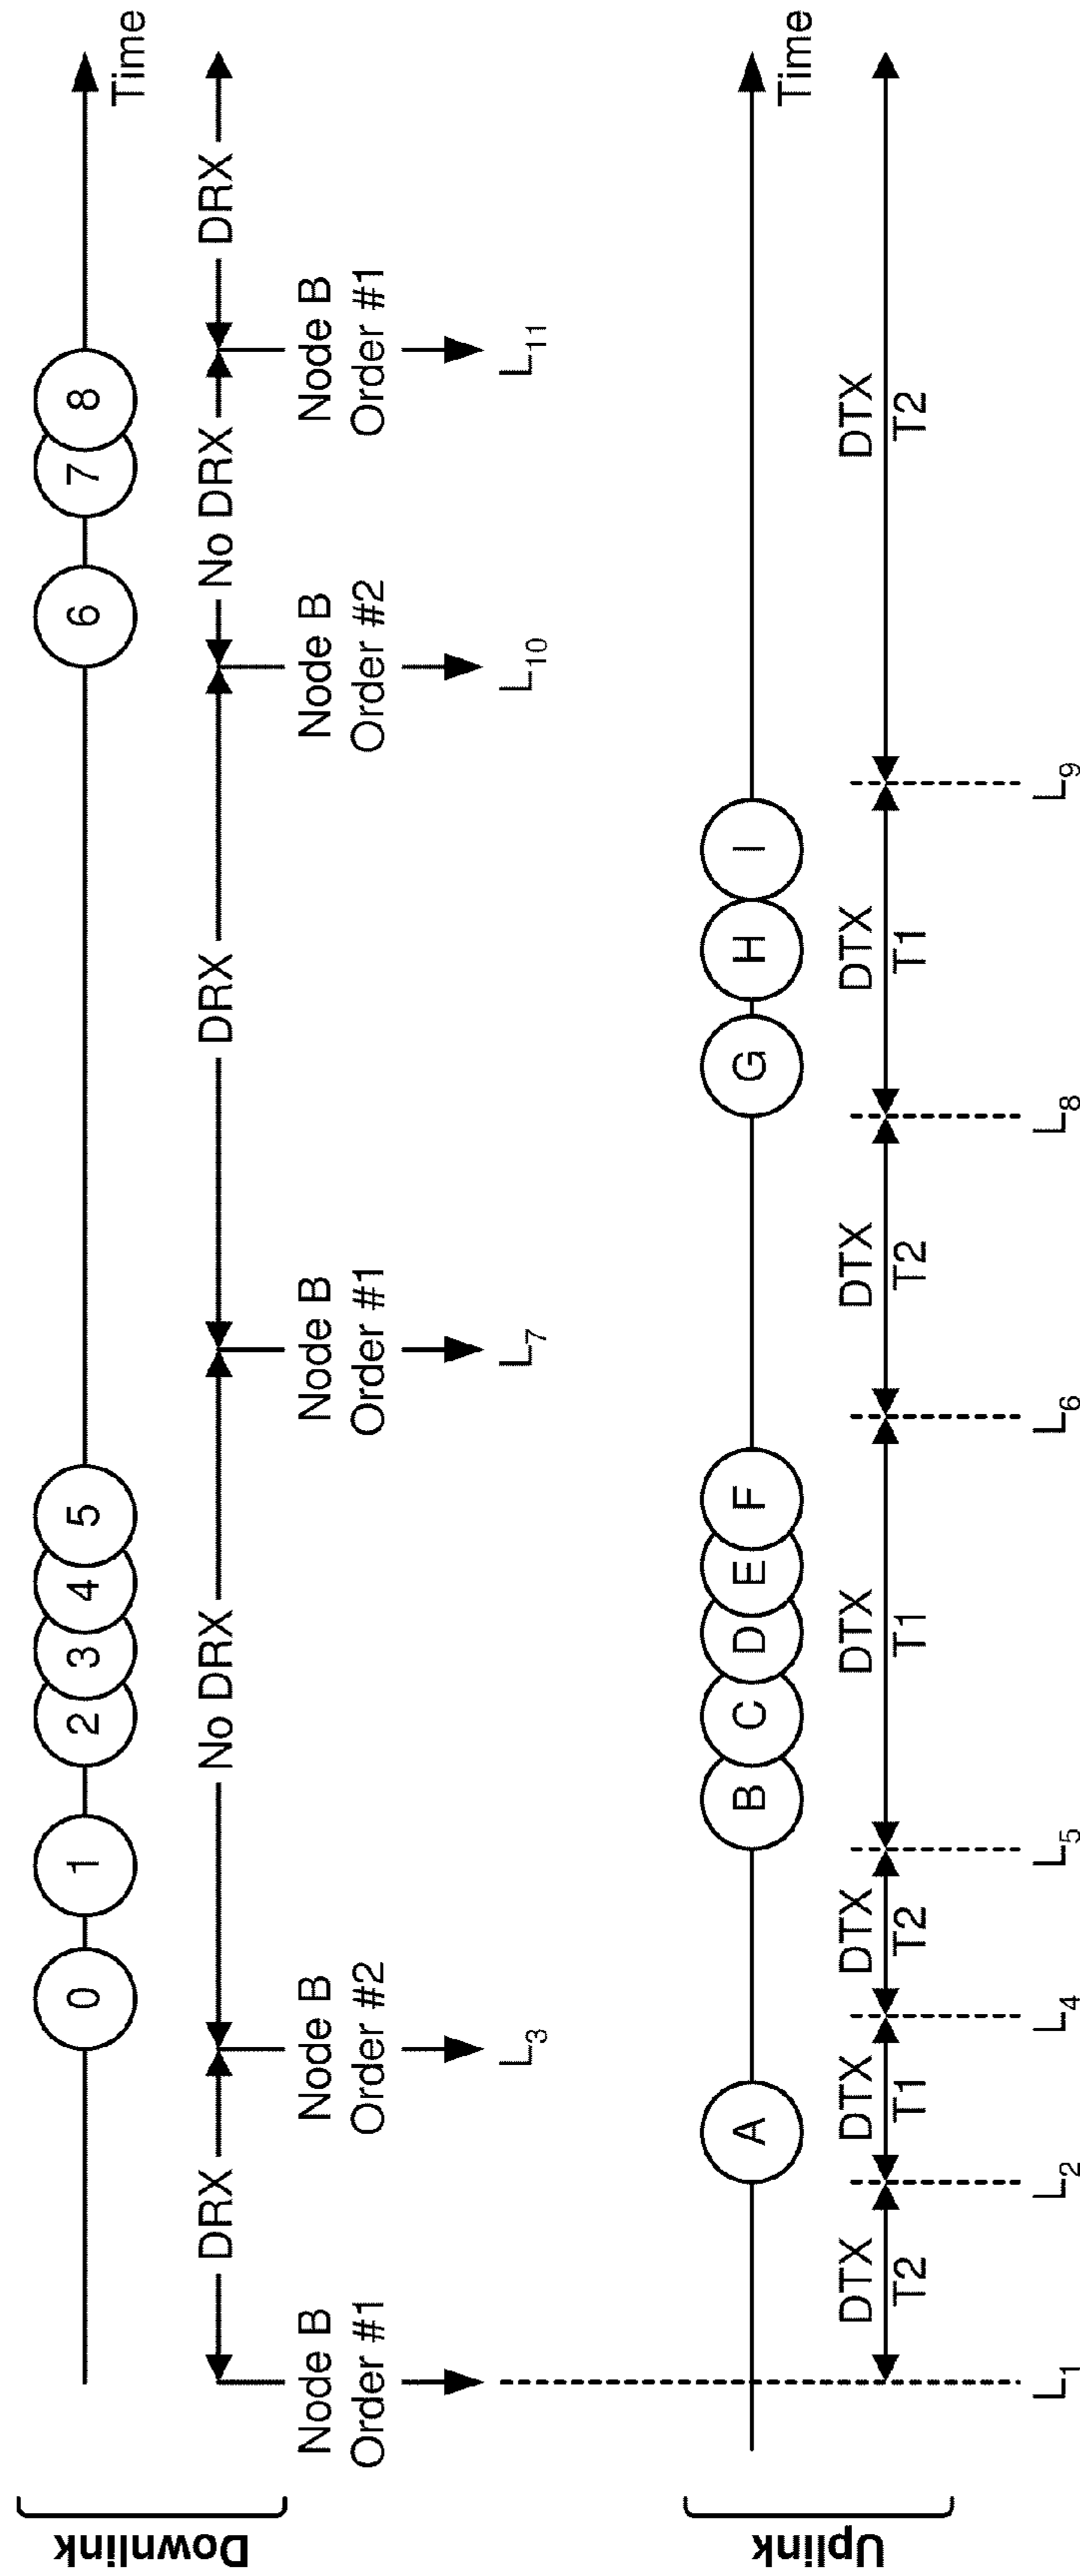 Downlink
0
1
2
3
4
5
6
7
8
Time
DRX
No DRX
DRX
No DRX
DRX
Node B
Order #1
Node B
Order #2
Node B
Order #1
Node B
Order #2
Node B
Order #1
L3
L7
L10
L11
Uplink
A
B
C
D
E
F
G
H
I
Time
DTX
T2
DTX
T1
DTX
T2
DTX
T1
DTX
T2
DTX
T1
DTX
T2
L1
L2
L4
L5
L6
L8
L9